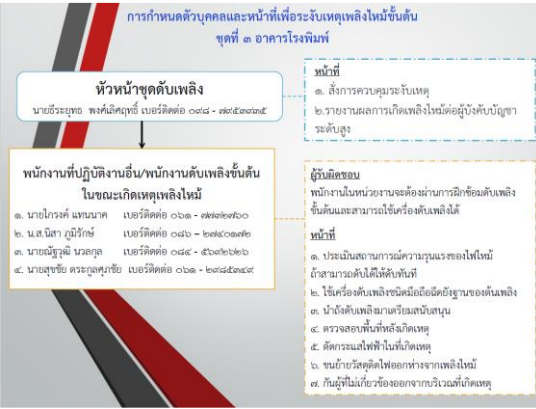 การกำหนดตัวบุคคลและหน้าที่เพื่อระงับเหตุเพลิงไหม้ขั้นต้น
ชุดที่ ๓ อาคารโรงพิมพ์
หัวหน้าชุดดับเพลิง
นายธีระยุทธ พงศ์เลิศฤทธิ์ เบอร์ติดต่อ ๐๙๘ - ๗๙๕๓๙๓๕
หน้าที่
๑. สั่งการควบคุมระงับเหตุ
๒.รายงานผลการเกิดเพลิงไหม้ต่อผู้บังคับบัญชา
ระดับสูง
พนักงานที่ปฏิบัติงานอื่น/พนักงานดับเพลิงขั้นต้น
ในขณะเกิดเหตุเพลิงไหม้
๑. นายไกรงค์ แทนนาค เบอร์ติดต่อ ๐๖๑ - ๗๗๓๒๗๖๐
๒. น.ส.นิสา ภูมิรักษ์ เบอร์ติดต่อ ๐๘๖ - ๒๗๔๐๑๗๒
๓. นายณัฐวุฒิ นวลกุล เบอร์ติดต่อ ๐๘๔ - ๕๖๙๒๖๒๖
๔. นายสุขชัย ตระกูลศุภชัย เบอร์ติดต่อ ๐๖๑ - ๒๙๘๕๓๔๙
ผู้รับผิดชอบ
พนักงานในหน่วยงานจะต้องผ่านการฝึกซ้อมดับเพลิง
ขั้นต้นและสามารถใช้เครื่องดับเพลิงได้
หน้าที่
๑. ประเมินสถานการณ์ความรุนแรงของไฟไหม้
ถ้าสามารถดับได้ให้ดับทันที
๒. ใช้เครื่องดับเพลิงชนิดมือถือฉีดยังฐานของต้นเพลิง
๓. นำถังดับเพลิงมาเตรียมสนับสนุน
๔. ตรวจสอบพื้นที่หลังเกิดเหตุ
๕. ตัดกระแสไฟฟ้าในที่เกิดเหตุ
๖. ขนย้ายวัสดุติดไฟออกห่างจากเพลิงไหม้
๗. กันผู้ที่ไม่เกี่ยวข้องออกจากบริเวณที่เกิดเหตุ